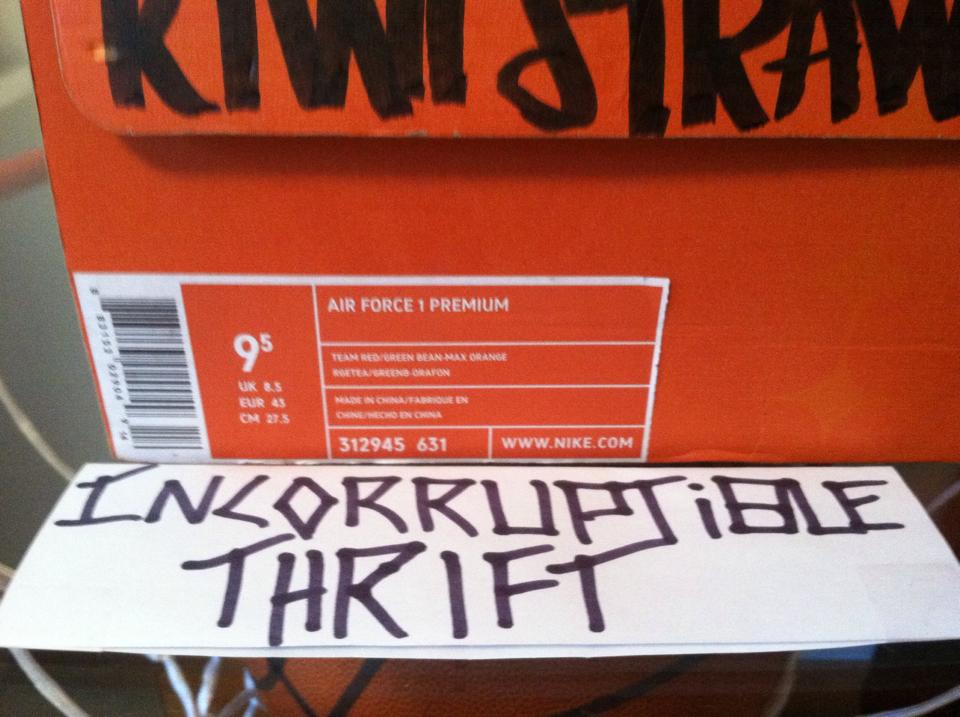 KIWI STRAW
AIR FORCE 1 PREMIUM
9⁵
UK 8.5
EUR 43
CM 27.5
TEAM RED/GREEN BEAN-MAX ORANGE
RGETEA/GREENB-ORAFON
MADE IN CHINA/FABRIQUE EN
CHINE/HECHO EN CHINA
312945 631
WWW.NIKE.COM
INCORRUPTIBLE
THRIFT